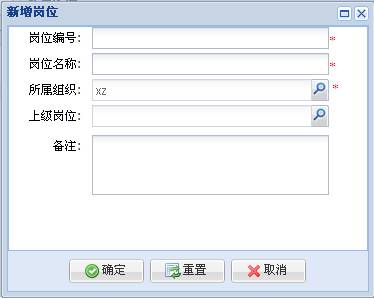 新增岗位
岗位编号: *
岗位名称: *
所属组织: xz *
上级岗位:
备注:
确定 重置 取消